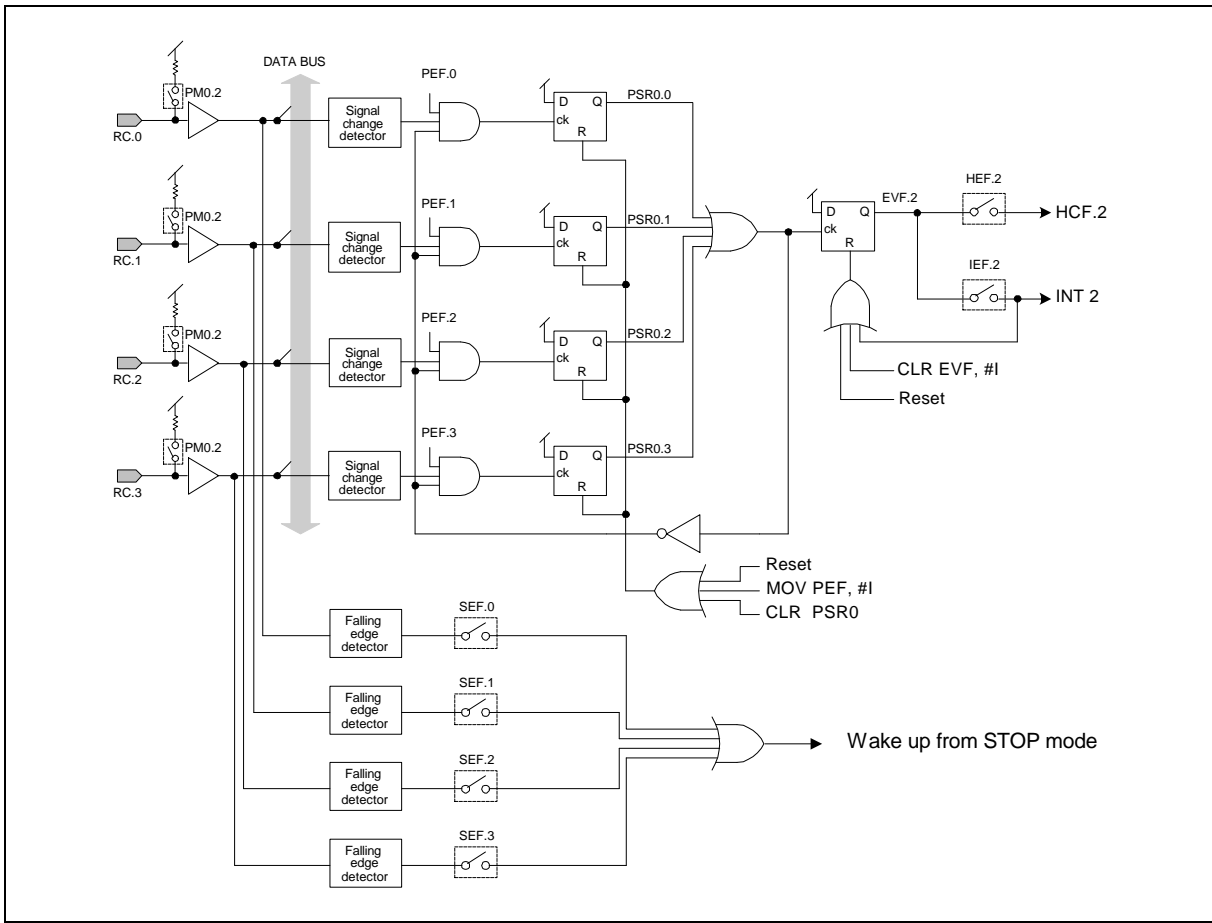 DATA BUS
PM0.2
RC.0
Signal
change
detector
PEF.0
D
Q
ck
R
PSR0.0
PM0.2
RC.1
Signal
change
detector
PEF.1
D
Q
ck
R
PSR0.1
PM0.2
RC.2
Signal
change
detector
PEF.2
D
Q
ck
R
PSR0.2
PM0.2
RC.3
Signal
change
detector
PEF.3
D
Q
ck
R
PSR0.3
D
Q
ck
R
EVF.2
HEF.2
HCF.2
IEF.2
INT 2
CLR EVF, #I
Reset
Reset
MOV PEF, #I
CLR PSR0
Falling
edge
detector
SEF.0
Falling
edge
detector
SEF.1
Falling
edge
detector
SEF.2
Falling
edge
detector
SEF.3
Wake up from STOP mode